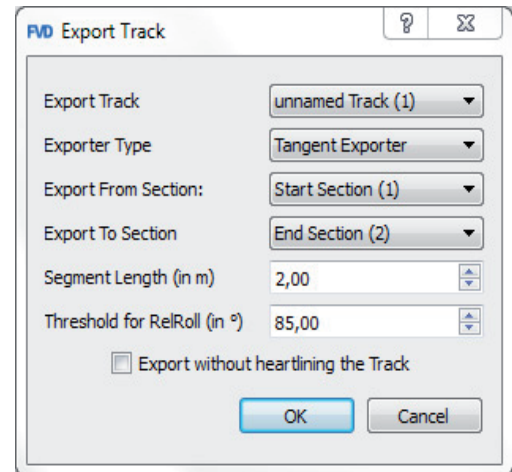 FVD Export Track
Export Track unnamed Track (1)
Exporter Type Tangent Exporter
Export From Section: Start Section (1)
Export To Section End Section (2)
Segment Length (in m) 2,00
Threshold for RelRoll (in º) 85,00
Export without heartlining the Track
OK Cancel